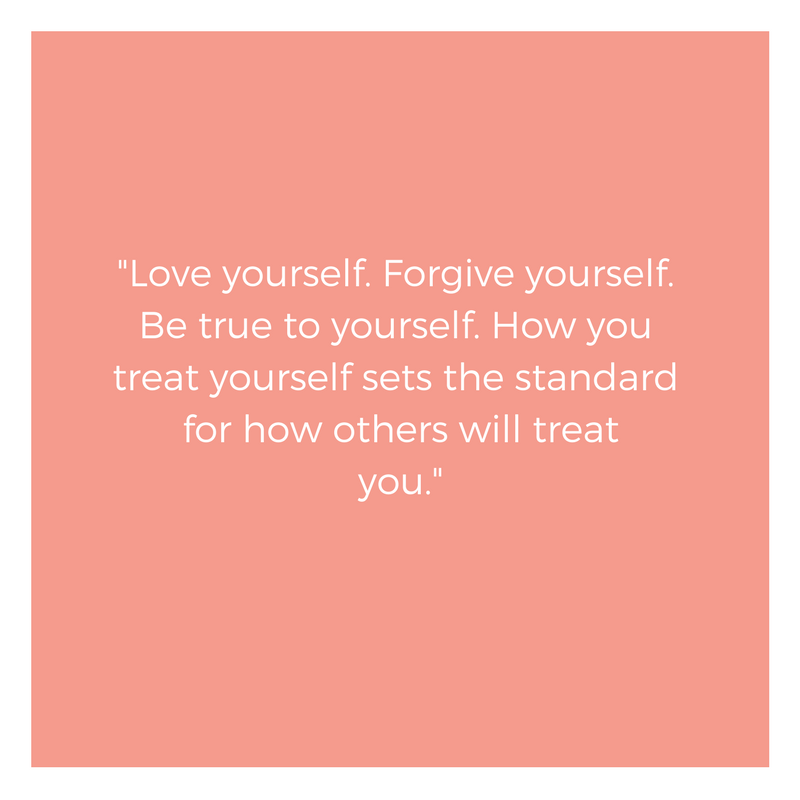 "Love yourself. Forgive yourself.
Be true to yourself. How you
treat yourself sets the standard
for how others will treat
you."